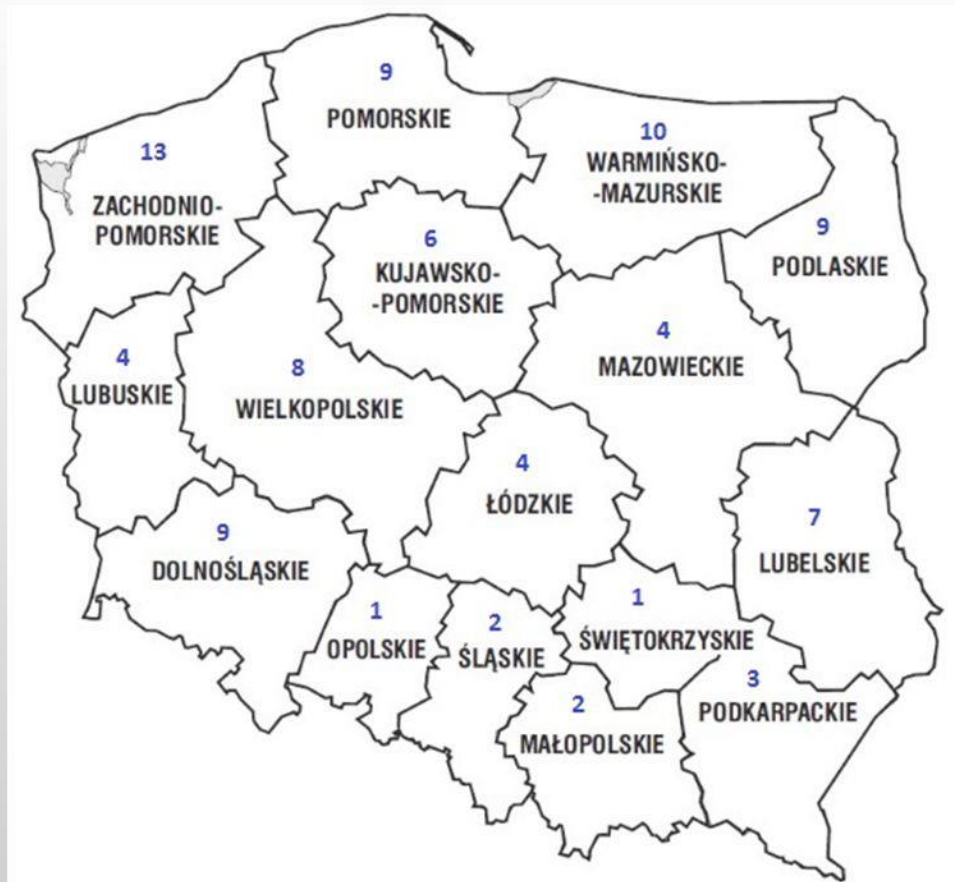 9
POMORSKIE
13
ZACHODNIO-
POMORSKIE
10
WARMIŃSKO-
-MAZURSKIE
9
PODLASKIE
6
KUJAWSKO-
-POMORSKIE
4
MAZOWIECKIE
4
LUBUSKIE
8
WIELKOPOLSKIE
4
ŁÓDZKIE
7
LUBELSKIE
9
DOLNOŚLĄSKIE
1
OPOLSKIE
2
ŚLĄSKIE
1
ŚWIĘTOKRZYSKIE
3
PODKARPACKIE
2
MAŁOPOLSKIE